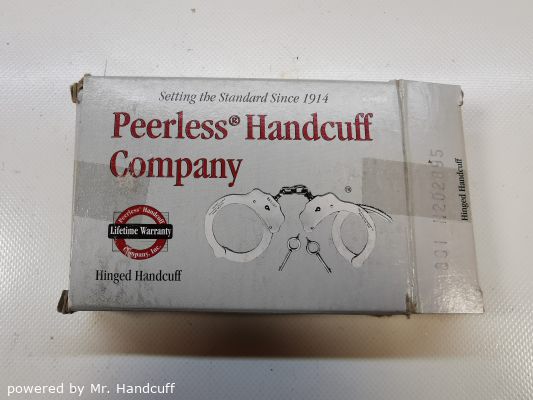 Setting the Standard Since 1914
Peerless® Handcuff
Company
™
Peerless Handcuff
Lifetime Warranty
Company, Inc.
Hinged Handcuff
Hinged Handcuff
powered by Mr. Handcuff